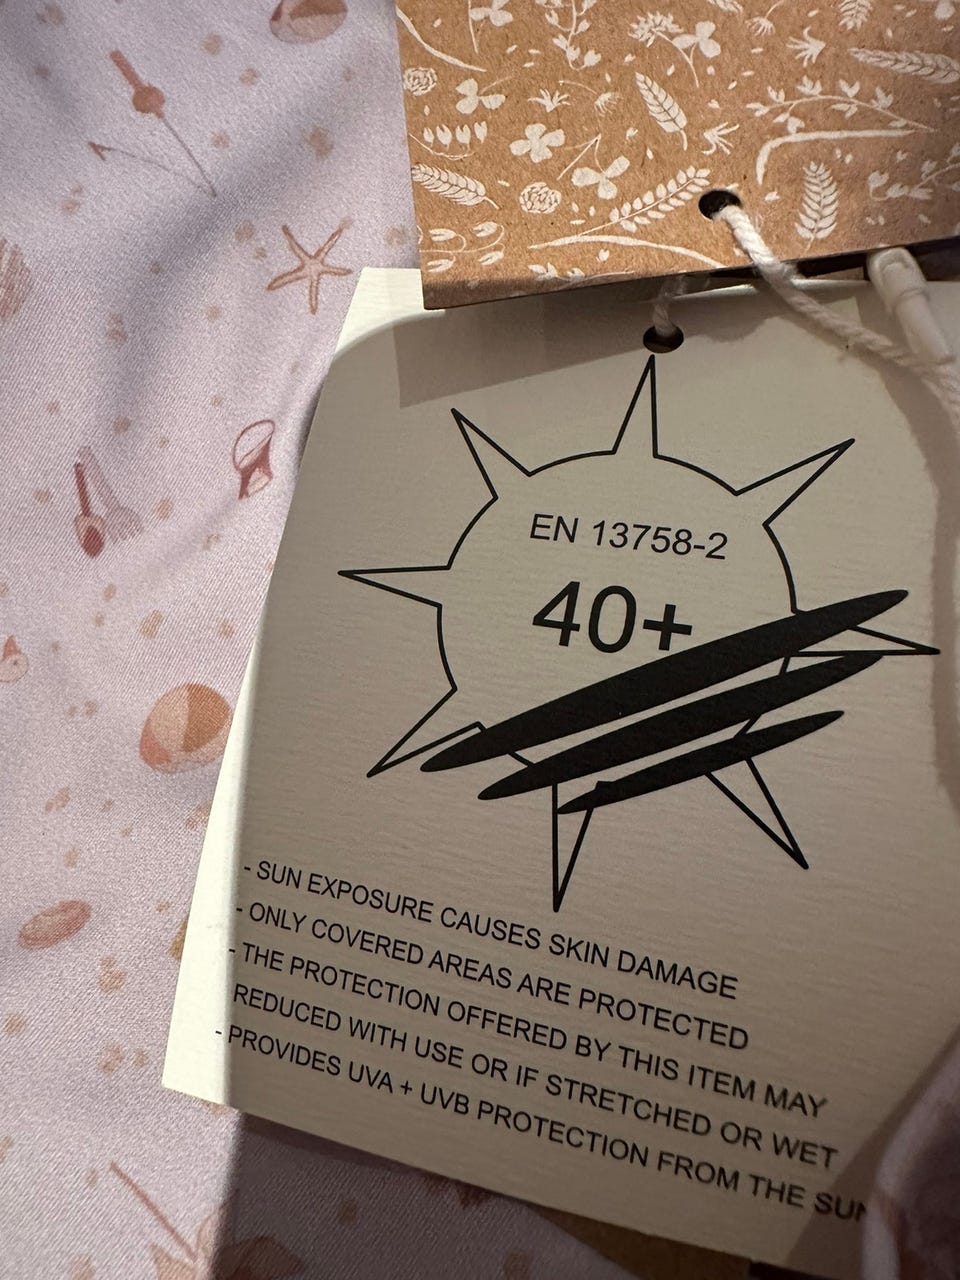 EN 13758-2
40+
- SUN EXPOSURE CAUSES SKIN DAMAGE
- ONLY COVERED AREAS ARE PROTECTED
- THE PROTECTION OFFERED BY THIS ITEM MAY
REDUCED WITH USE OR IF STRETCHED OR WET
- PROVIDES UVA + UVB PROTECTION FROM THE SUN